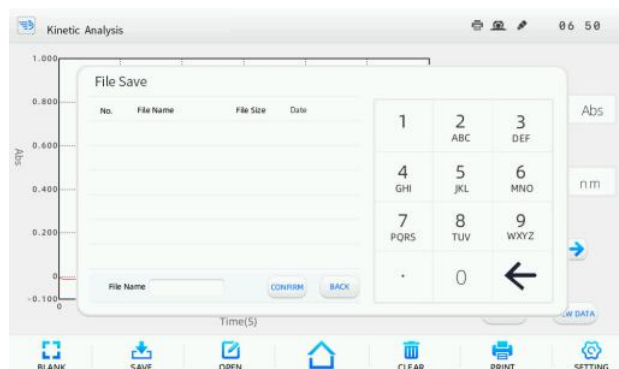 Kinetic Analysis
06 50
1.000
0.800
0.600
0.400
0.200
0
-0.100
0
Abs
Time(S)
File Save
No. File Name File Size Date
File Name
CONFIRM BACK
1 2 3
ABC DEF
4 5 6
GHI JKL MNO
7 8 9
PQRS TUV WXYZ
. 0
Abs
nm
W DATA
BLANK SAVE OPEN CLEAR PRINT SETTING